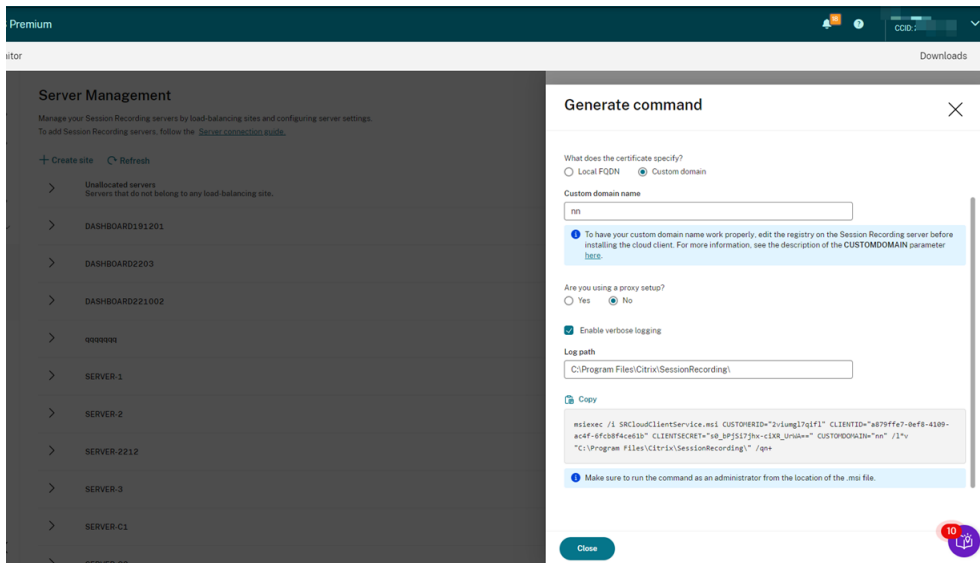 Premium
18
CCID:
nitor
Downloads
Server Management
Manage your Session Recording servers by load-balancing sites and configuring server settings.
To add Session Recording servers, follow the Server connection guide.
Create site Refresh
Unallocated servers
Servers that do not belong to any load-balancing site.
DASHBOARD191201
DASHBOARD2203
DASHBOARD221002
qqqqqqq
SERVER-1
SERVER-2
SERVER-2212
SERVER-3
SERVER-C1
Generate command
What does the certificate specify?
Local FQDN Custom domain
Custom domain name
nn
To have your custom domain name work properly, edit the registry on the Session Recording server before
installing the cloud client. For more information, see the description of the CUSTOMDOMAIN parameter
here.
Are you using a proxy setup?
Yes No
Enable verbose logging
Log path
C:\Program Files\Citrix\SessionRecording\
Copy
msiexec /i SRCloudClientService.msi CUSTOMERID="2viumgl7qifl" CLIENTID="a879ffe7-0ef8-4109-
ac4f-6fcb8f4ce61b" CLIENTSECRET="s0_bPjSi7jhx-ciXR_UrWA==" CUSTOMDOMAIN="nn" /l*v
"C:\Program Files\Citrix\SessionRecording\" /qn+
Make sure to run the command as an administrator from the location of the .msi file.
Close
10